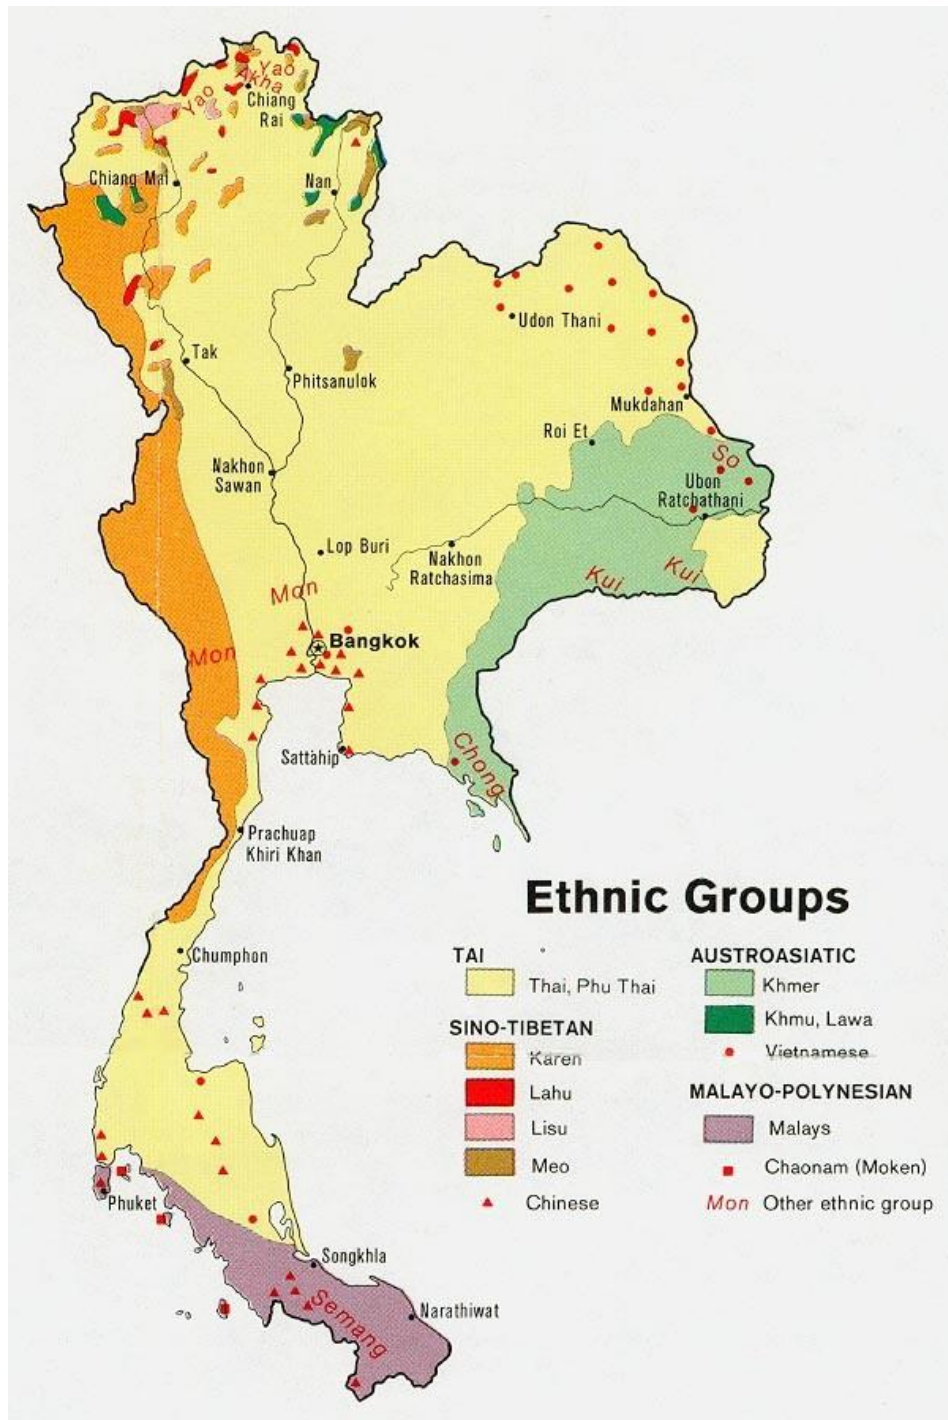 Yao
Akha
Yao
Chiang
Rai
Chiang Mai
Nan
Udon Thani
Tak
Phitsanulok
Mukdahan
Roi Et
So
Nakhon
Sawan
Ubon
Ratchathani
Lop Buri
Nakhon
Ratchasima
Kui
Kui
Mon
Bangkok
Mon
Sattahip
Chong
Prachuap
Khiri Khan
Ethnic Groups
Chumphon
TAI
Thai, Phu Thai
SINO-TIBETAN
Karen
Lahu
Lisu
Meo
Chinese
AUSTROASIATIC
Khmer
Khmu, Lawa
Vietnamese
MALAYO-POLYNESIAN
Malays
Chaonam (Moken)
Mon Other ethnic group
Phuket
Songkhla
Semang
Narathiwat